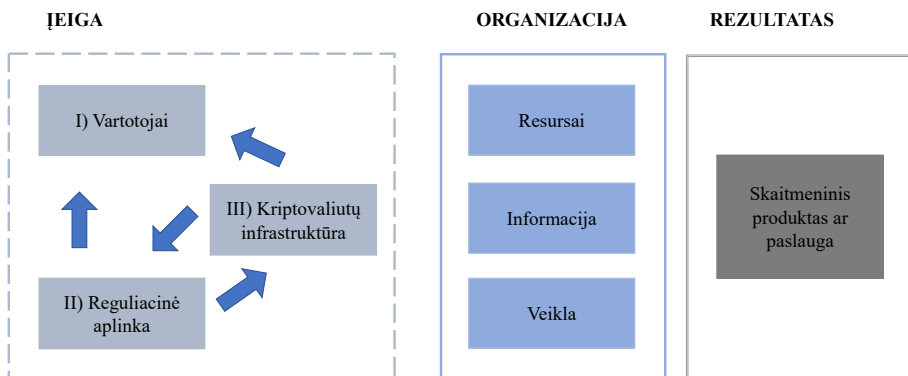 ĮEIGA
ORGANIZACIJA
REZULTATAS
I) Vartotojai
III) Kriptovaliutų
infrastruktūra
II) Reguliacinė
aplinka
Resursai
Informacija
Veikla
Skaitmeninis
produktas ar
paslauga